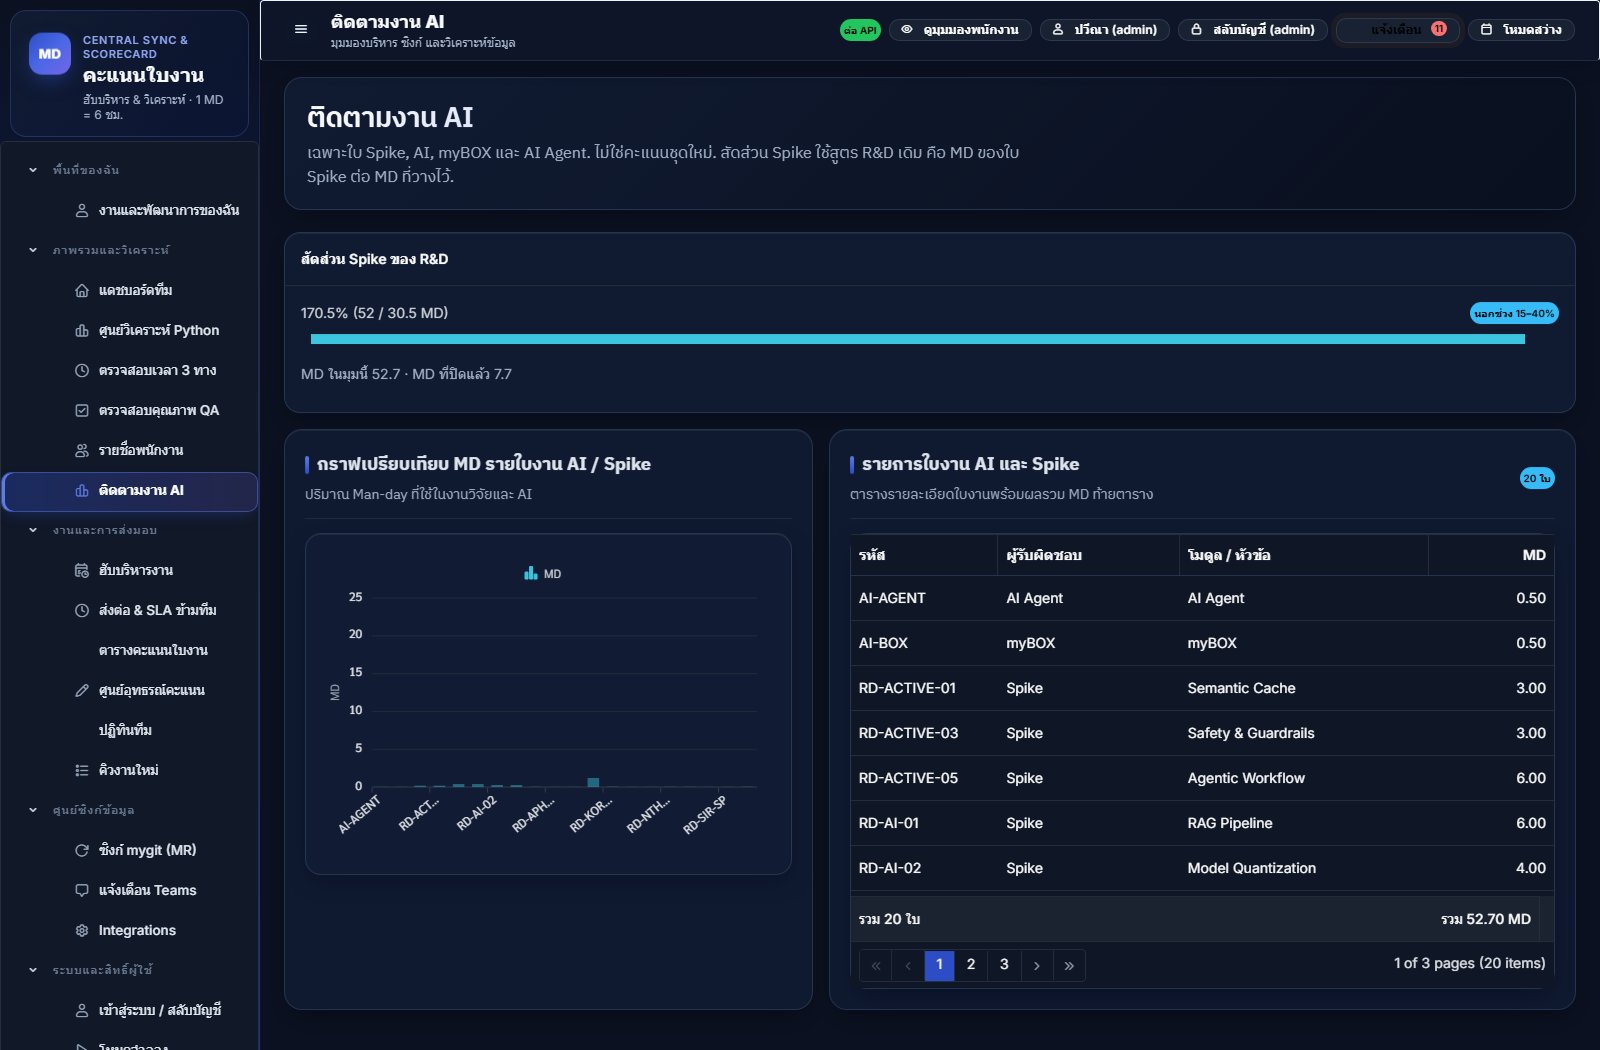 MD
CENTRAL SYNC &
SCORECARD
คะแนนใบงาน
ฮับบริหาร & วิเคราะห์ · 1 MD
= 6 ชม.
พื้นที่ของฉัน
งานและพัฒนาการของฉัน
ภาพรวมและวิเคราะห์
แดชบอร์ดทีม
ศูนย์วิเคราะห์ Python
ตรวจสอบเวลา 3 ทาง
ตรวจสอบคุณภาพ QA
รายชื่อพนักงาน
ติดตามงาน AI
งานและการส่งมอบ
ฮับบริหารงาน
ส่งต่อ & SLA ข้ามทีม
ตารางคะแนนใบงาน
ศูนย์อุทธรณ์คะแนน
ปฏิทินทีม
คิวงานใหม่
ศูนย์ซิงก์ข้อมูล
ซิงก์ mygit (MR)
แจ้งเตือน Teams
Integrations
ระบบและสิทธิ์ผู้ใช้
เข้าสู่ระบบ / สลับบัญชี
โหมดจำลอง
ติดตามงาน AI
มุมมองบริหาร ซิงก์ และวิเคราะห์ข้อมูล
ต่อ API
ดูมุมมองพนักงาน
ปวีณา (admin)
สลับบัญชี (admin)
แจ้งเตือน 11
โหมดสว่าง
ติดตามงาน AI
เฉพาะใบ Spike, AI, myBOX และ AI Agent. ไม่ใช่คะแนนชุดใหม่. สัดส่วน Spike ใช้สูตร R&D เดิม คือ MD ของใบ
Spike ต่อ MD ที่วางไว้.
สัดส่วน Spike ของ R&D
170.5% (52 / 30.5 MD)
นอกช่วง 15–40%
MD ในมุมนี้ 52.7 · MD ที่ปิดแล้ว 7.7
กราฟเปรียบเทียบ MD รายใบงาน AI / Spike
ปริมาณ Man-day ที่ใช้ในงานวิจัยและ AI
MD
25
20
15
10
5
0
MD
AI-AGENT
RD-ACT...
RD-AI-02
RD-APH...
RD-KOR...
RD-NTH...
RD-SIR-SP
รายการใบงาน AI และ Spike
ตารางรายละเอียดใบงานพร้อมผลรวม MD ท้ายตาราง
20 ใบ
รหัส ผู้รับผิดชอบ โมดูล / หัวข้อ MD
AI-AGENT AI Agent AI Agent 0.50
AI-BOX myBOX myBOX 0.50
RD-ACTIVE-01 Spike Semantic Cache 3.00
RD-ACTIVE-03 Spike Safety & Guardrails 3.00
RD-ACTIVE-05 Spike Agentic Workflow 6.00
RD-AI-01 Spike RAG Pipeline 6.00
RD-AI-02 Spike Model Quantization 4.00
รวม 20 ใบ รวม 52.70 MD
« ‹ 1 2 3 › »
1 of 3 pages (20 items)